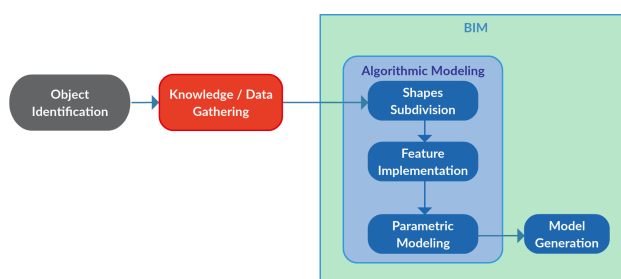 BIM
Algorithmic Modeling
Object
Identification
Knowledge / Data
Gathering
Shapes
Subdivision
Feature
Implementation
Parametric
Modeling
Model
Generation